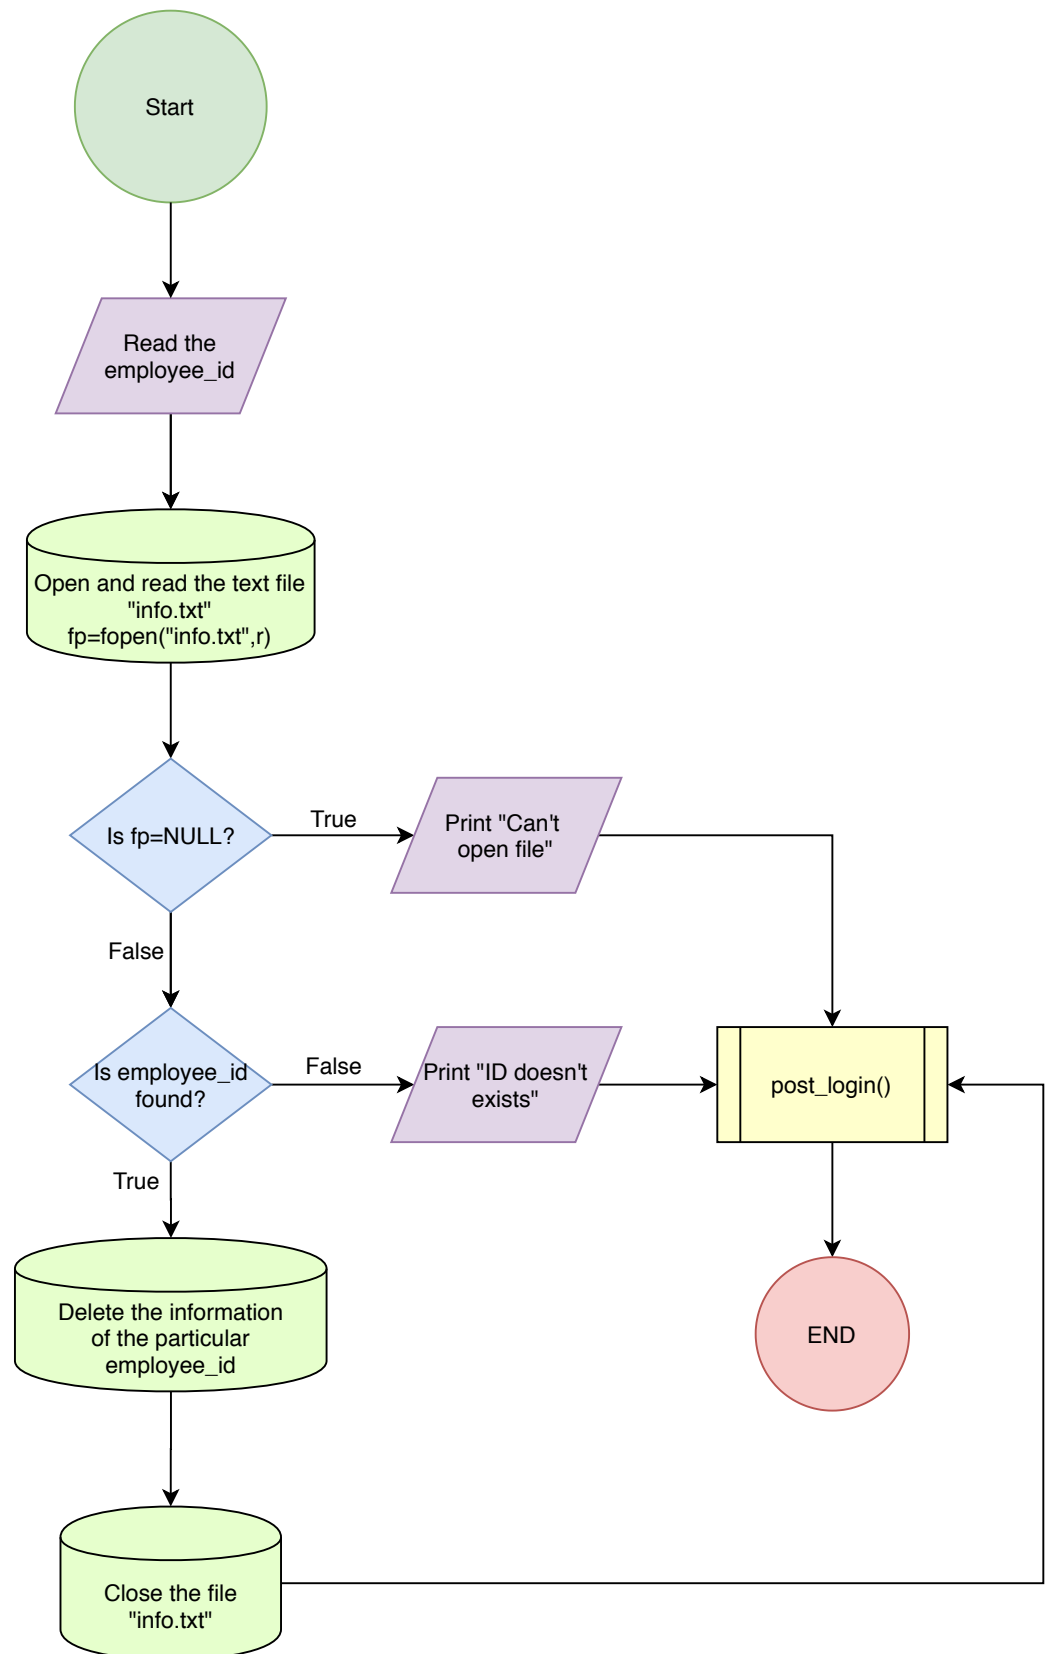 Start
Read the
employee_id
Open and read the text file
"info.txt"
fp=fopen("info.txt",r)
Is fp=NULL?
True
Print "Can't
open file"
False
Is employee_id
found?
False
Print "ID doesn't
exists"
post_login()
True
Delete the information
of the particular
employee_id
END
Close the file
"info.txt"